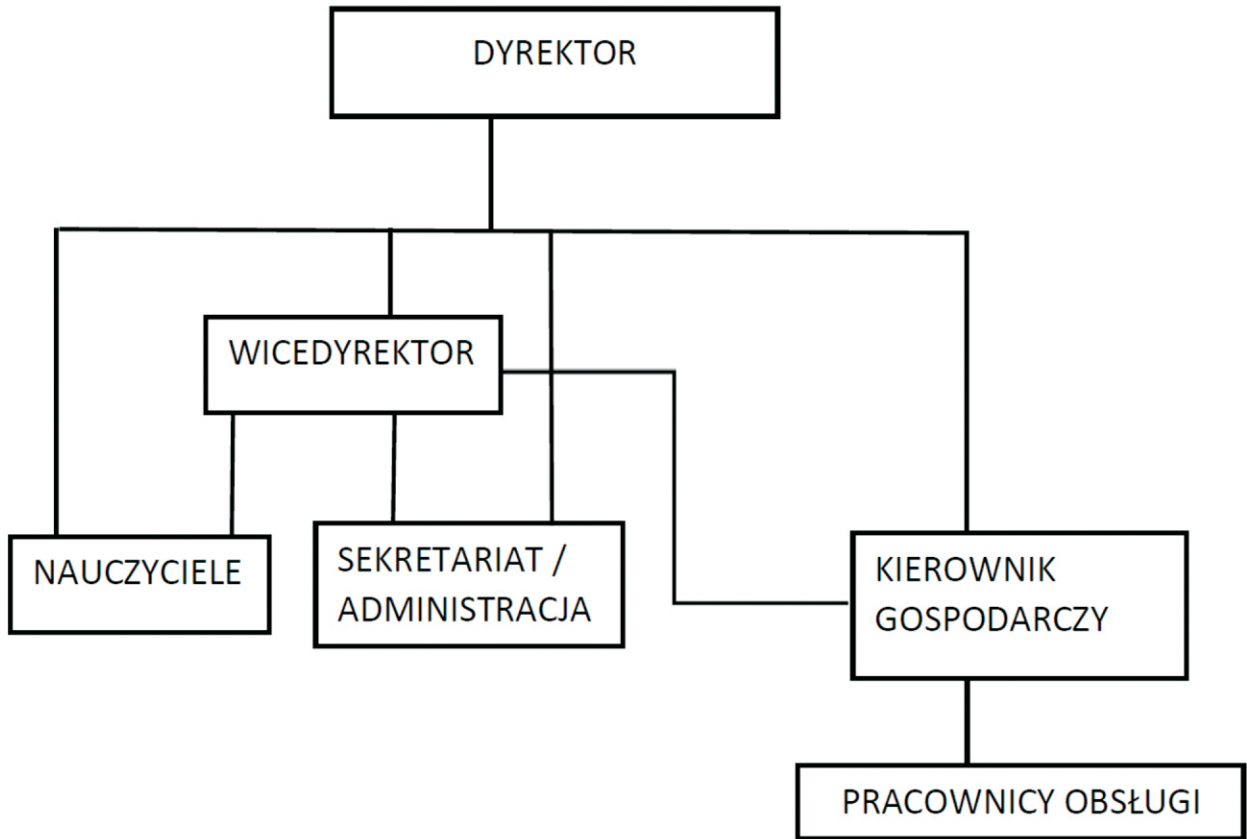 DYREKTOR
WICEDYREKTOR
NAUCZYCIELE
SEKRETARIAT /
ADMINISTRACJA
KIEROWNIK
GOSPODARCZY
PRACOWNICY OBSŁUGI